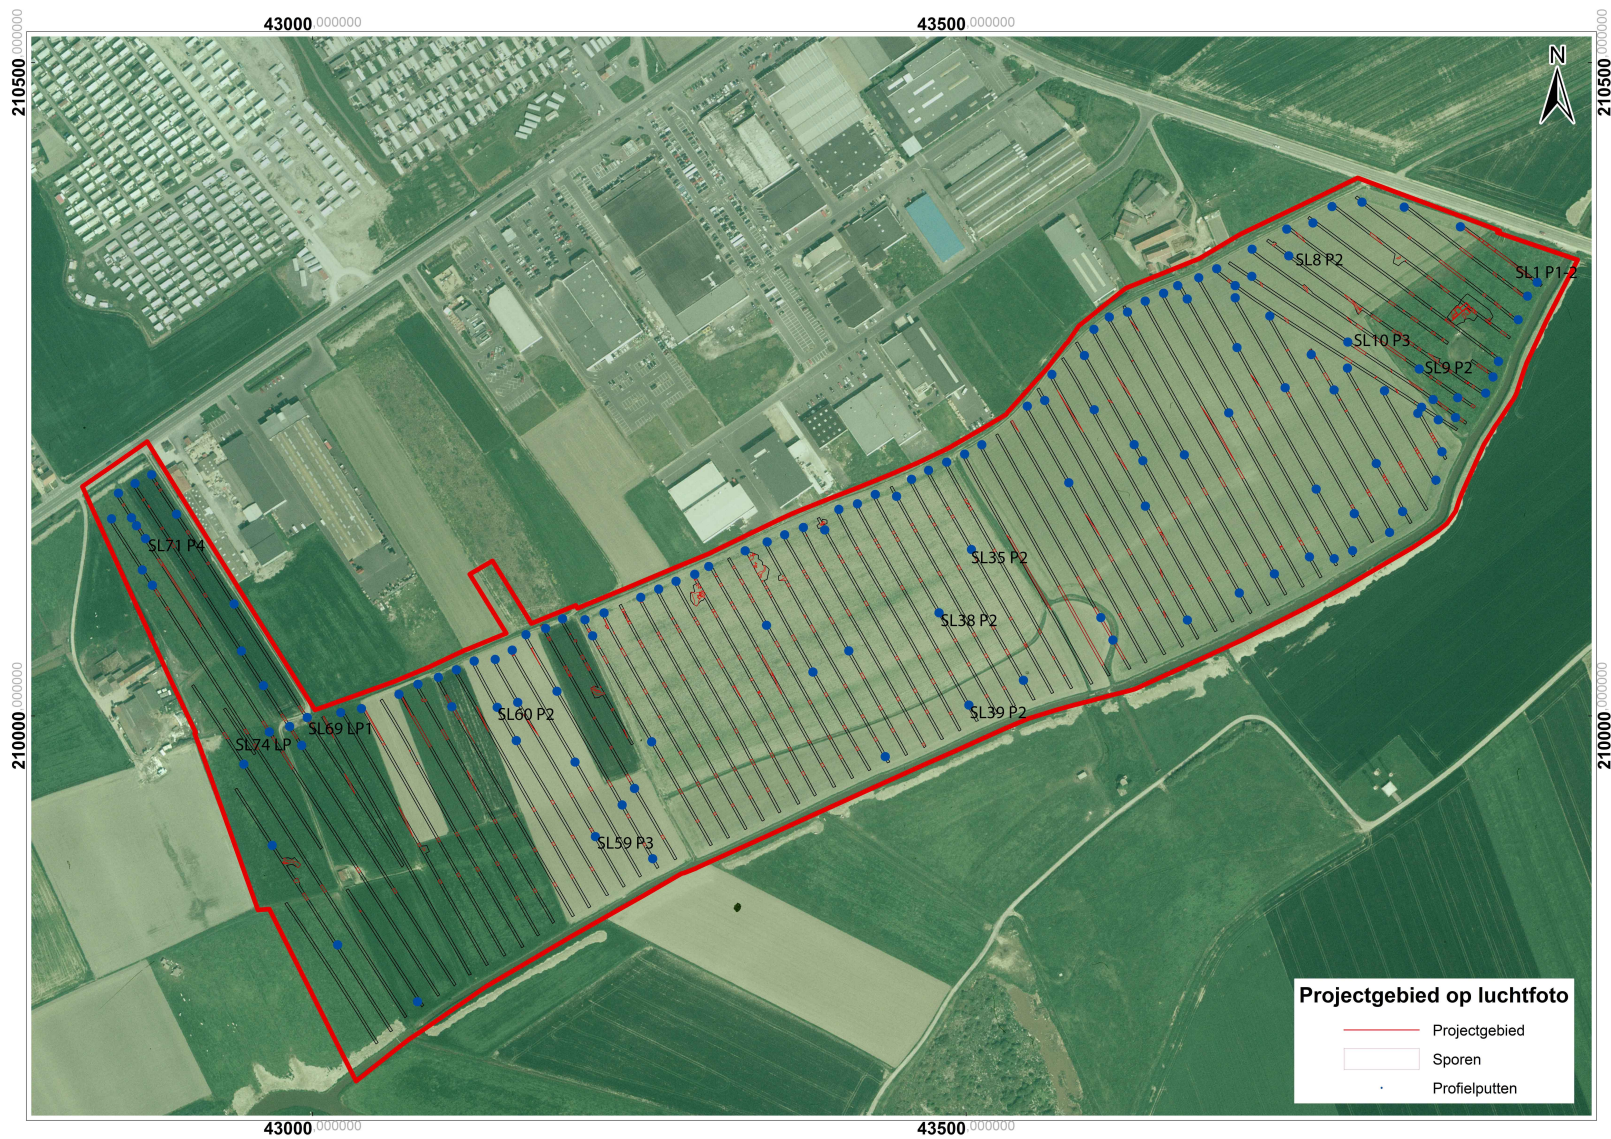 43000,000000
43500,000000
210500,000000
210500,000000
N
SL8 P2
SL1 P1-2
SL10 P3
SL9 P2
SL71 P4
SL35 P2
SL38 P2
SL60 P2
SL39 P2
SL69 LP1
SL74 LP
210000,000000
210000,000000
SL59 P3
Projectgebied op luchtfoto
Projectgebied
Sporen
Profielputten
43000,000000
43500,000000